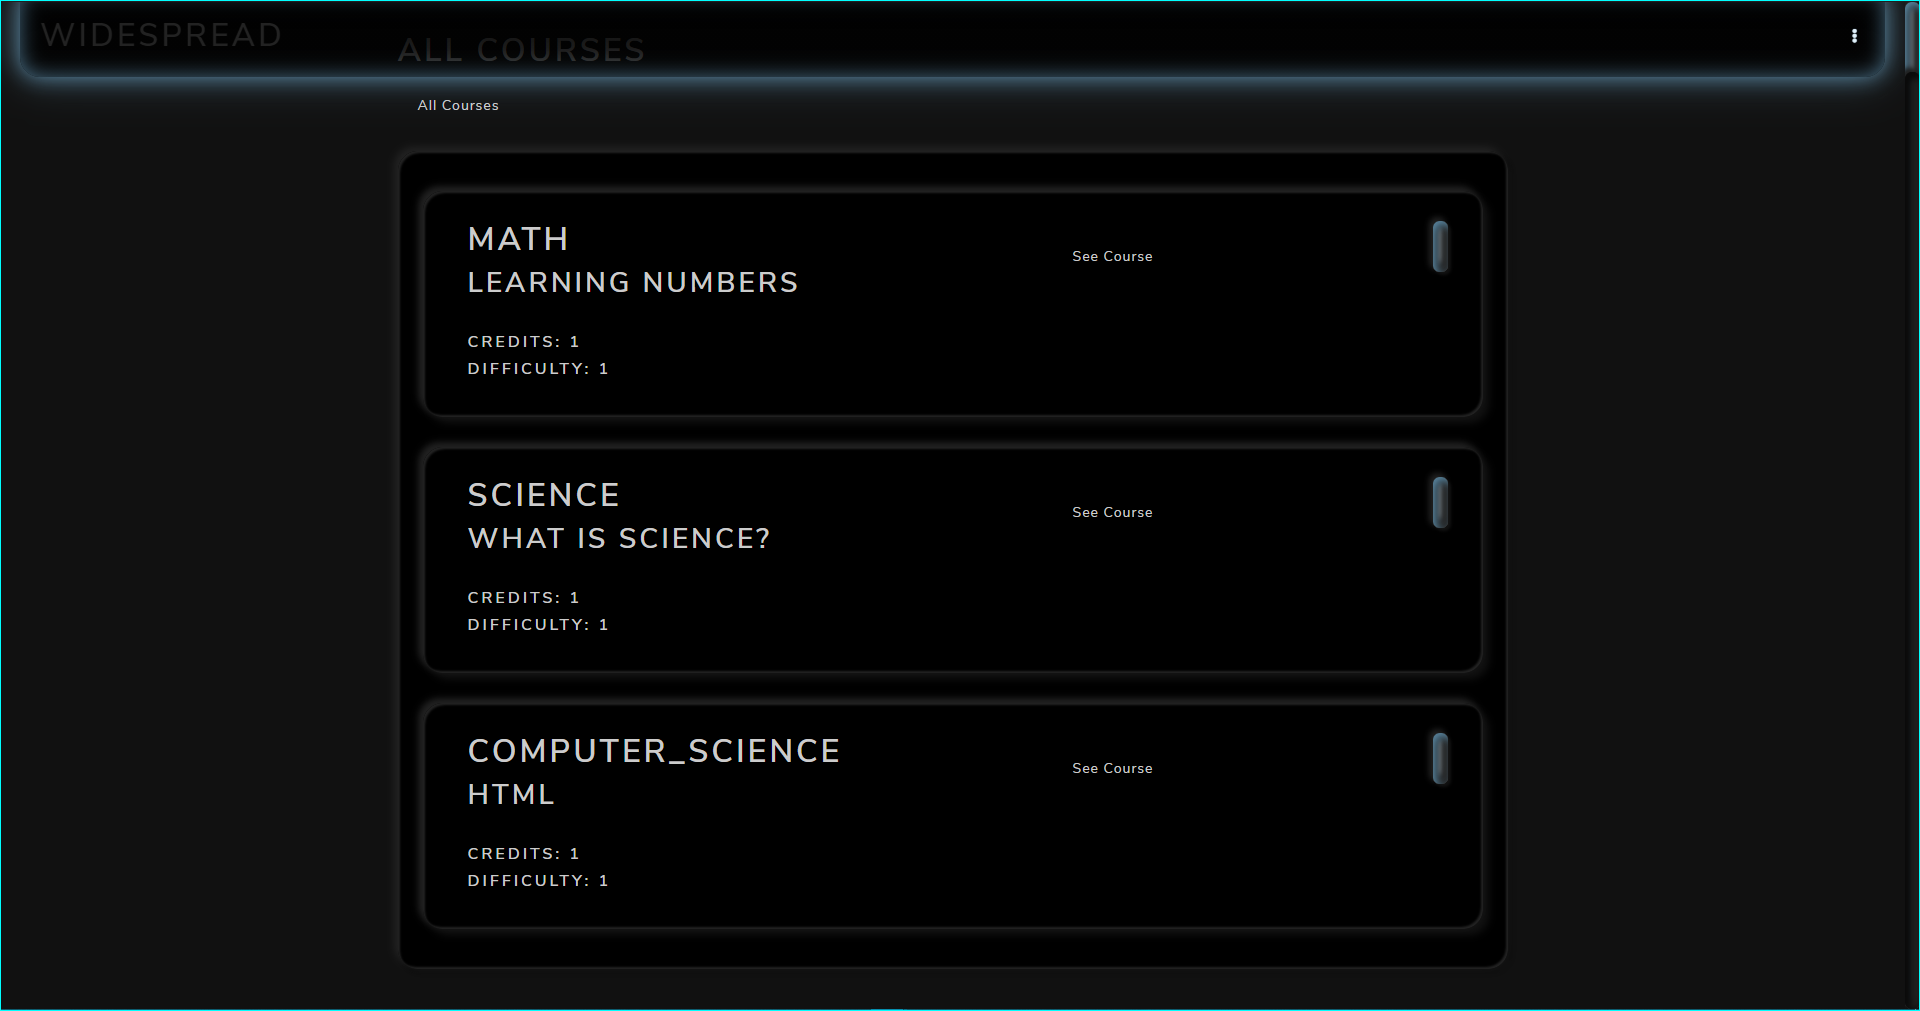 WIDESPREAD
ALL COURSES
All Courses
MATH
LEARNING NUMBERS
See Course
CREDITS: 1
DIFFICULTY: 1
SCIENCE
WHAT IS SCIENCE?
See Course
CREDITS: 1
DIFFICULTY: 1
COMPUTER_SCIENCE
HTML
See Course
CREDITS: 1
DIFFICULTY: 1